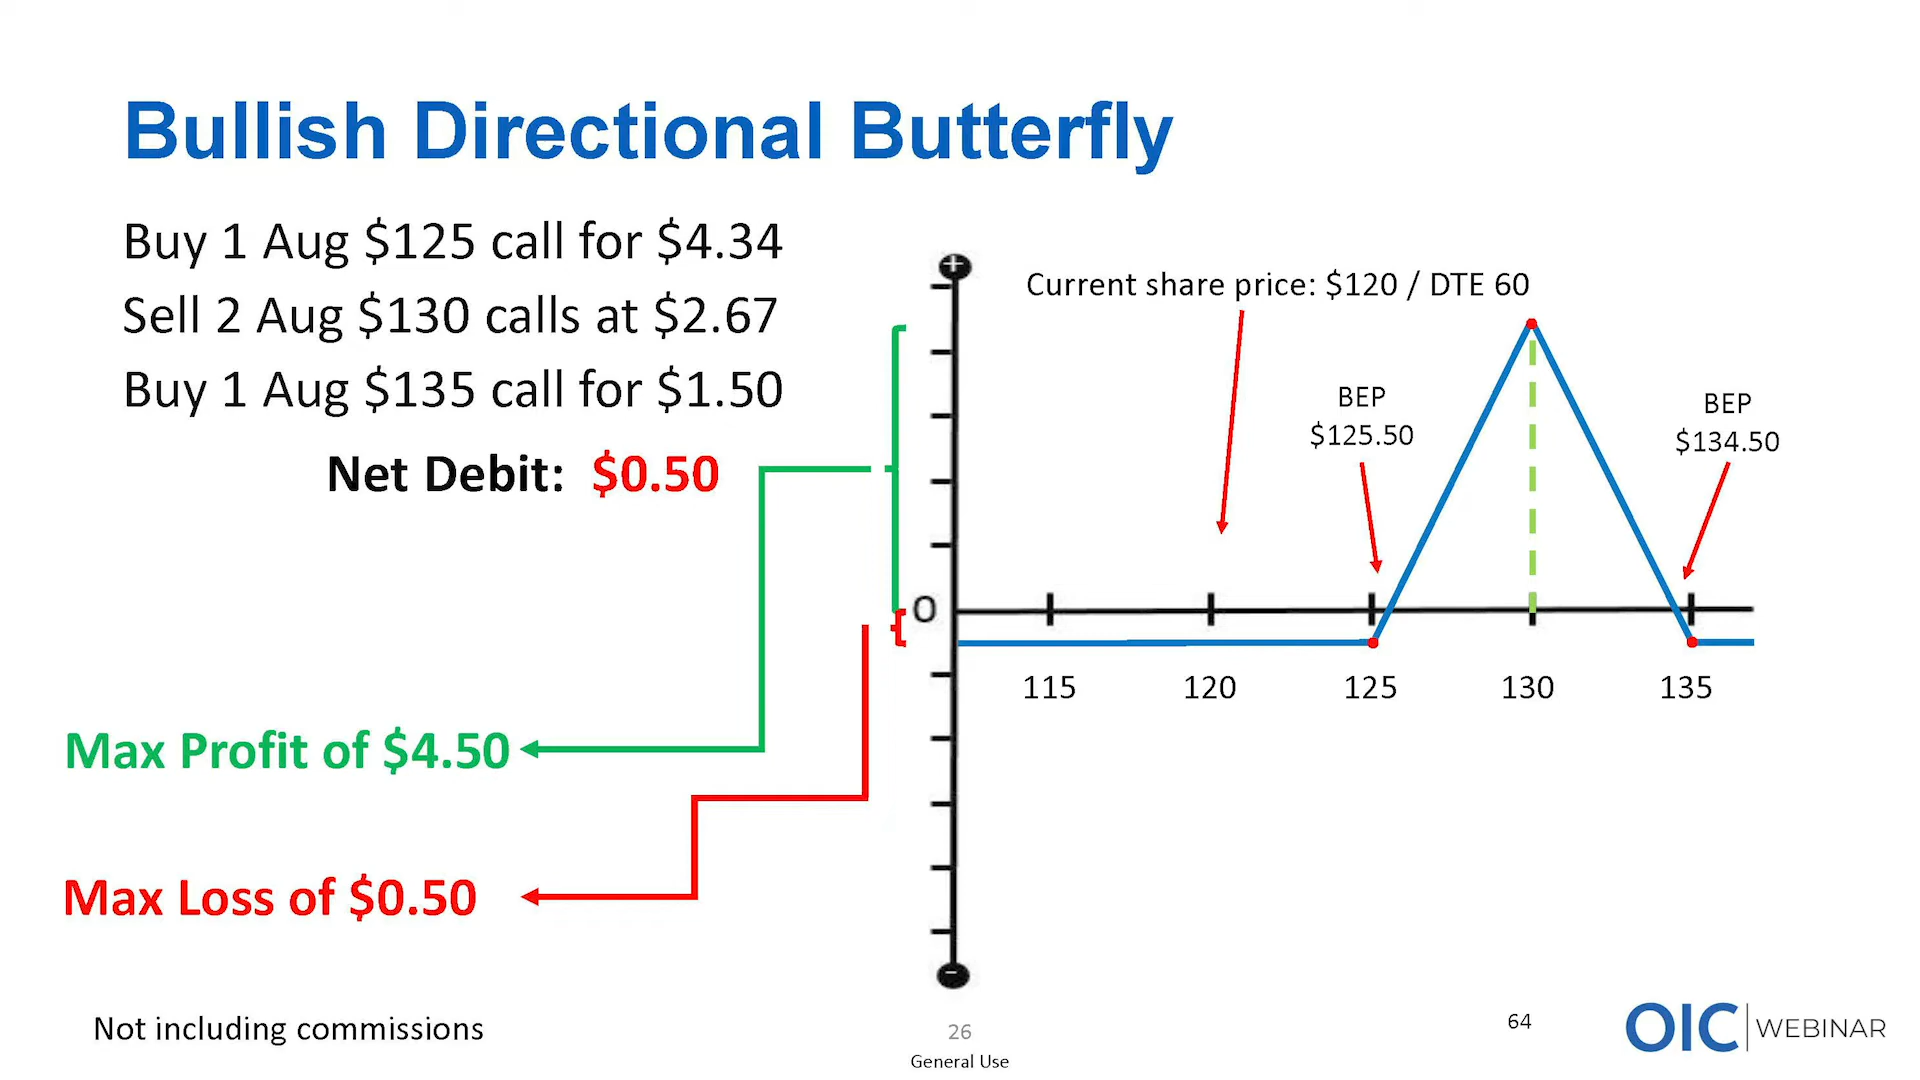 Bullish Directional Butterfly
Buy 1 Aug $125 call for $4.34
Sell 2 Aug $130 calls at $2.67
Buy 1 Aug $135 call for $1.50
Net Debit: $0.50
Max Profit of $4.50
Max Loss of $0.50
+
Current share price: $120 / DTE 60
BEP
$125.50
BEP
$134.50
0
115 120 125 130 135
-
Not including commissions
26
General Use
64
OIC WEBINAR